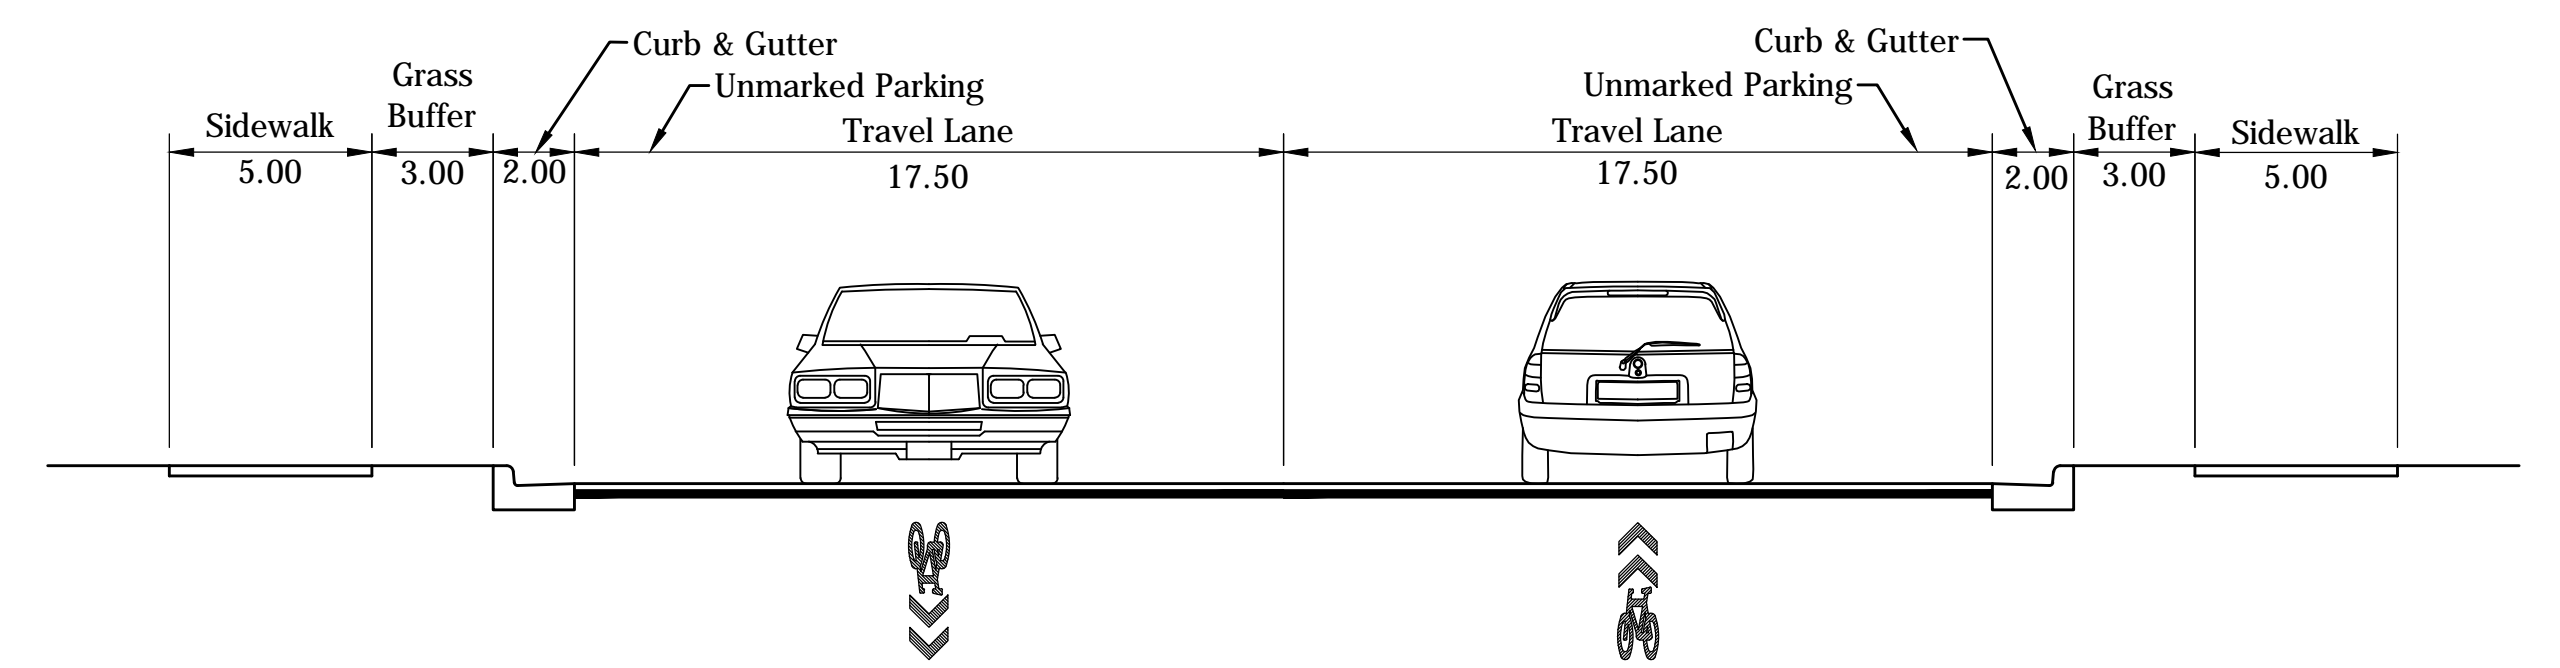 Curb & Gutter
Unmarked Parking
Grass
Buffer
Sidewalk
Travel Lane
5.00
3.00
2.00
17.50
Curb & Gutter
Unmarked Parking
Travel Lane
Grass
Buffer
Sidewalk
17.50
2.00
3.00
5.00